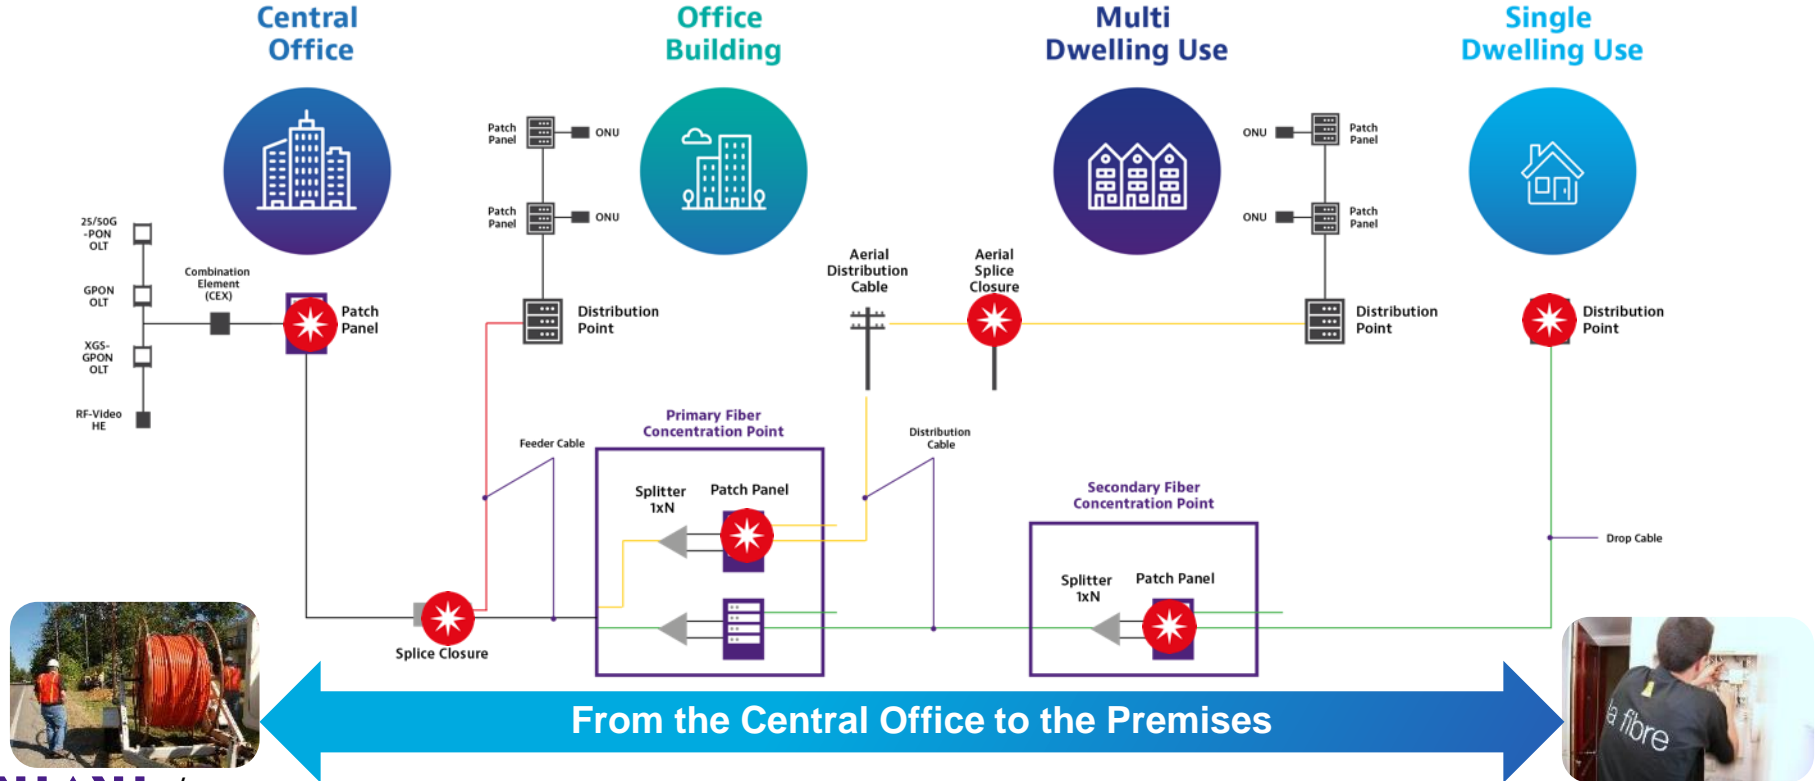 Central
Office
Office
Building
Multi
Dwelling Use
Single
Dwelling Use
Patch
Panel
ONU
ONU
Patch
Panel
Patch
Panel
ONU
ONU
Patch
Panel
25/50G
-PON
OLT
GPON
OLT
XGS-
GPON
OLT
RF-Video
HE
Combination
Element
(CEX)
Patch
Panel
Distribution
Point
Aerial
Distribution
Cable
Aerial
Splice
Closure
Distribution
Point
Distribution
Point
Feeder Cable
Primary Fiber
Concentration Point
Splitter
1xN
Patch Panel
Distribution
Cable
Secondary Fiber
Concentration Point
Splitter
1xN
Patch Panel
Drop Cable
Splice Closure
From the Central Office to the Premises
la fibre